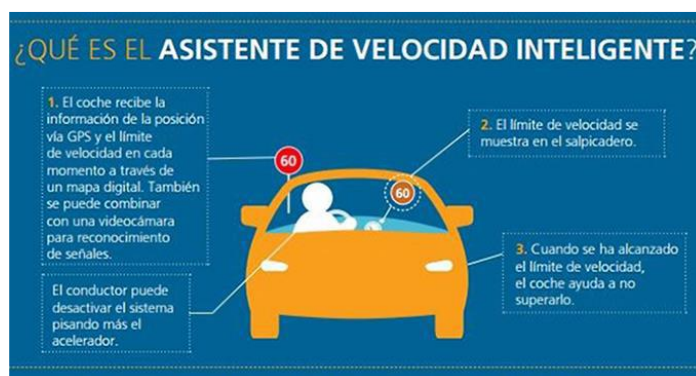 ¿QUÉ ES EL ASISTENTE DE VELOCIDAD INTELIGENTE?
1. El coche recibe la
información de la posición
vía GPS y el límite
de velocidad en cada
momento a través de
un mapa digital. También
se puede combinar
con una videocámara
para reconocimiento
de señales.
60
2. El límite de velocidad se
muestra en el salpicadero.
60
3. Cuando se ha alcanzado
el límite de velocidad,
el coche ayuda a no
superarlo.
El conductor puede
desactivar el sistema
pisando más el
acelerador.